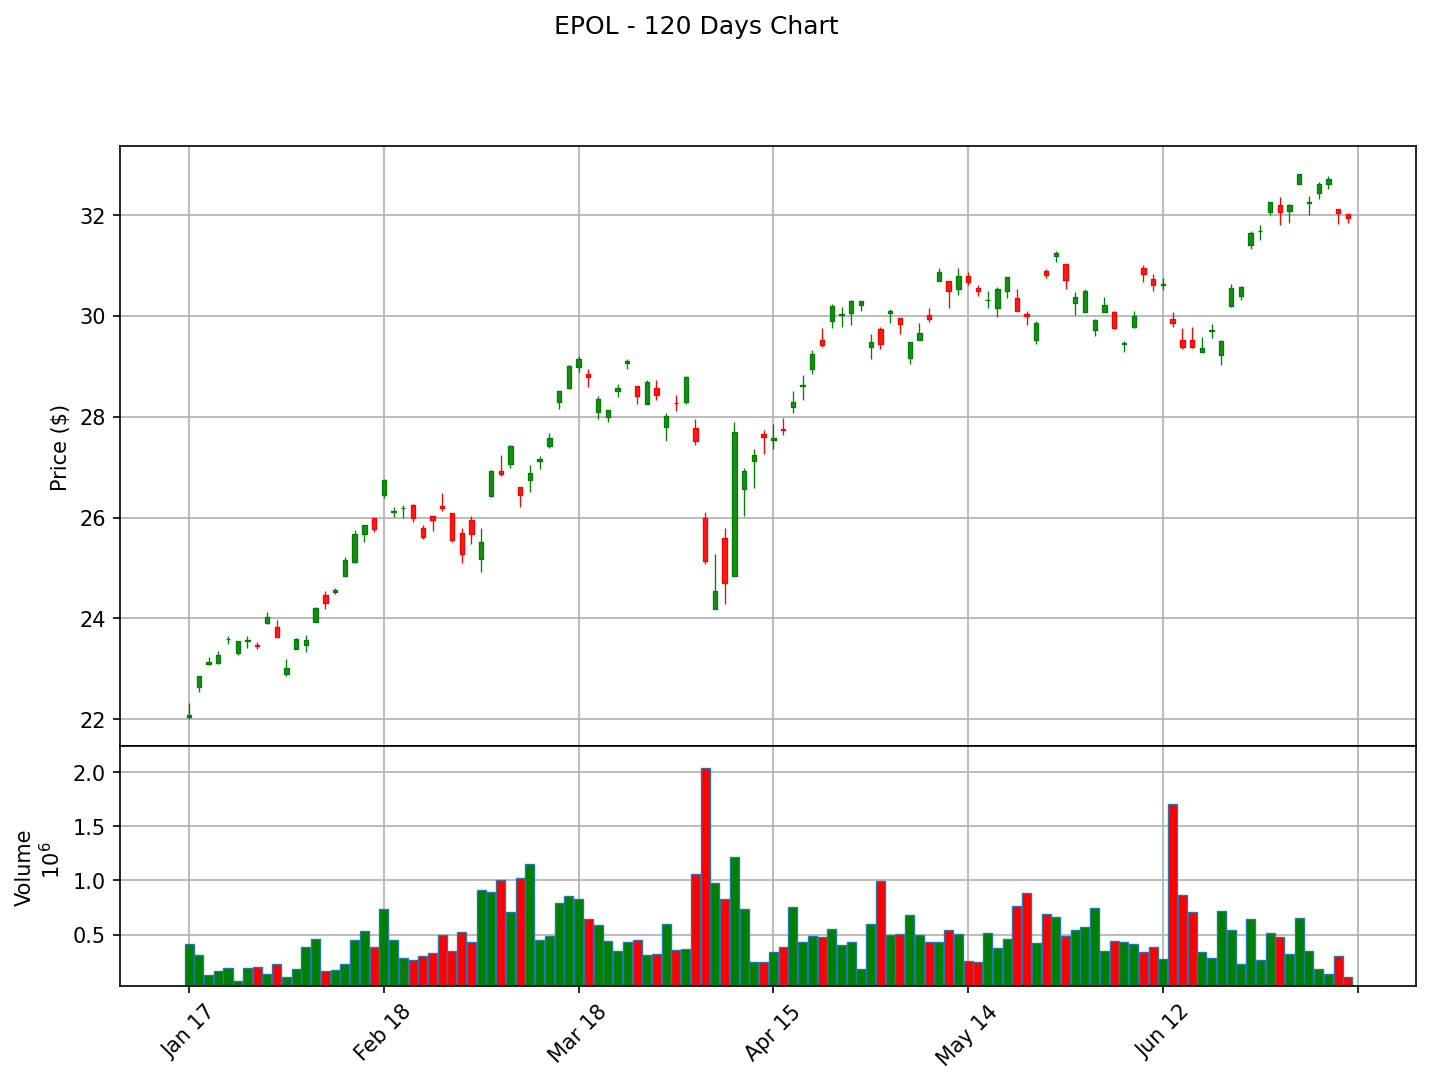 EPOL - 120 Days Chart
Price ($)
32
30
28
26
24
22
Volume
10⁶
2.0
1.5
1.0
0.5
Jan 17
Feb 18
Mar 18
Apr 15
May 14
Jun 12